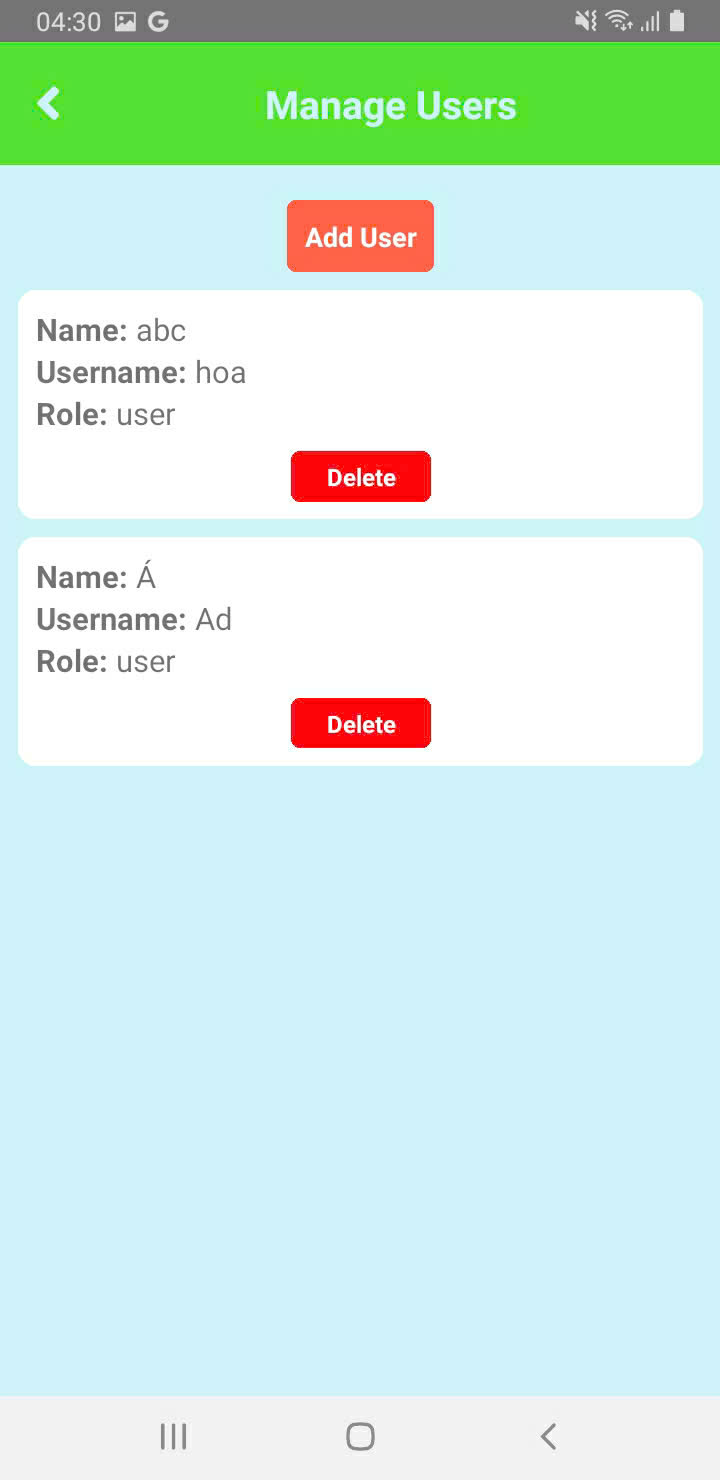 04:30
Manage Users
Add User
Name: abc
Username: hoa
Role: user
Delete
Name: Á
Username: Ad
Role: user
Delete